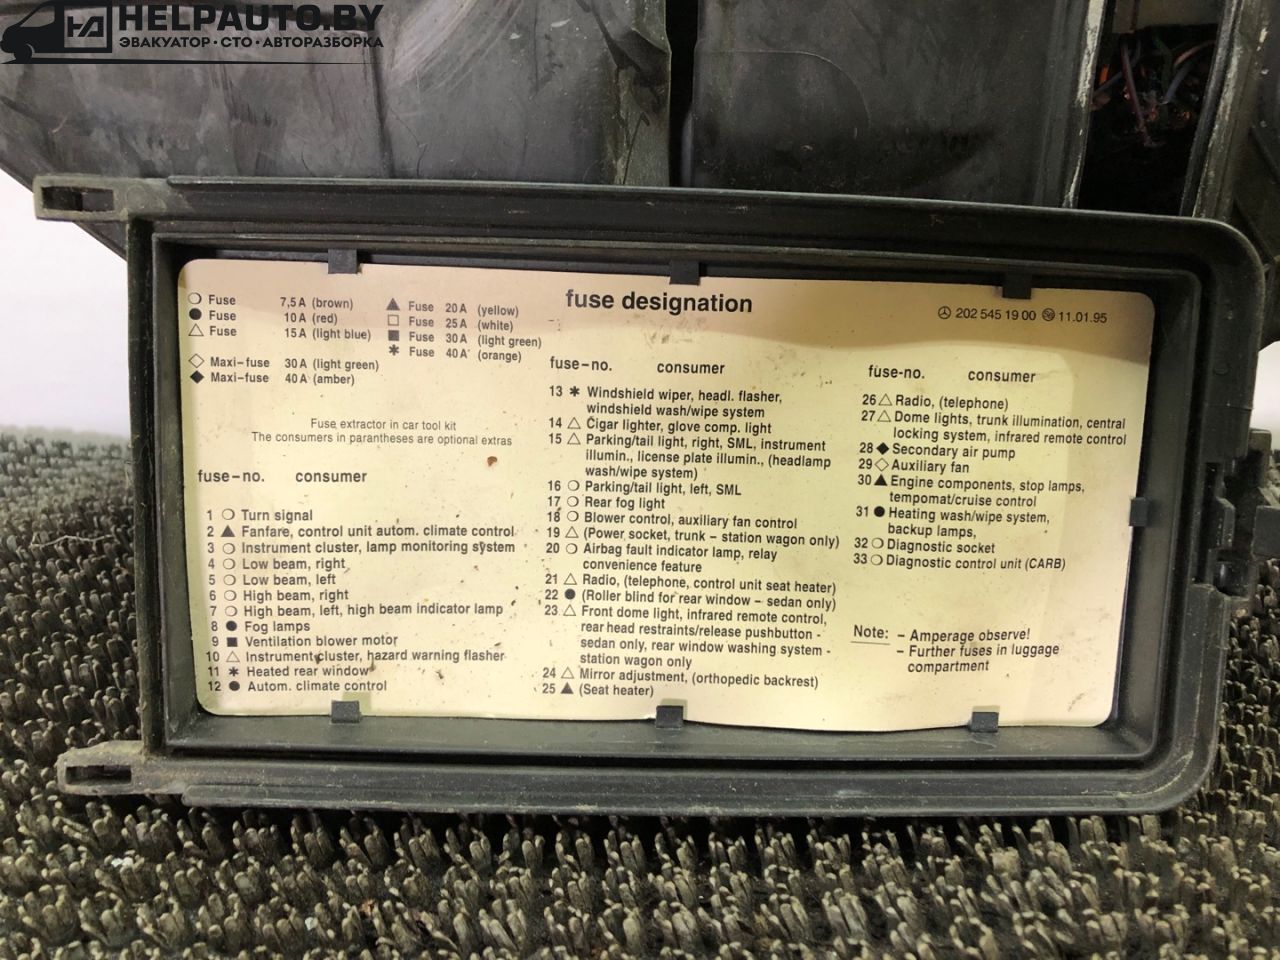 HA HELPAUTO.BY
ЭВАКУАТОР · СТО · АВТОРАЗБОРКА
fuse designation
202 545 19 00 11.01.95
○ Fuse 7,5 A (brown)
● Fuse 10 A (red)
△ Fuse 15 A (light blue)
◇ Maxi-fuse 30 A (light green)
◆ Maxi-fuse 40 A (amber)
▲ Fuse 20 A (yellow)
□ Fuse 25 A (white)
■ Fuse 30 A (light green)
* Fuse 40 A (orange)
Fuse extractor in car tool kit
The consumers in parantheses are optional extras
fuse-no. consumer
1 ○ Turn signal
2 ▲ Fanfare, control unit autom. climate control
3 ○ Instrument cluster, lamp monitoring system
4 ○ Low beam, right
5 ○ Low beam, left
6 ○ High beam, right
7 ○ High beam, left, high beam indicator lamp
8 ● Fog lamps
9 ■ Ventilation blower motor
10 △ Instrument cluster, hazard warning flasher
11 * Heated rear window
12 ● Autom. climate control
fuse-no. consumer
13 * Windshield wiper, headl. flasher,
windshield wash/wipe system
14 △ Cigar lighter, glove comp. light
15 △ Parking/tail light, right, SML, instrument
illumin., license plate illumin., (headlamp
wash/wipe system)
16 ○ Parking/tail light, left, SML
17 ○ Rear fog light
18 ○ Blower control, auxiliary fan control
19 △ (Power socket, trunk - station wagon only)
20 ○ Airbag fault indicator lamp, relay
convenience feature
21 △ Radio, (telephone, control unit seat heater)
22 ● (Roller blind for rear window - sedan only)
23 △ Front dome light, infrared remote control,
rear head restraints/release pushbutton -
sedan only, rear window washing system -
station wagon only
24 △ Mirror adjustment, (orthopedic backrest)
25 ▲ (Seat heater)
fuse-no. consumer
26 △ Radio, (telephone)
27 △ Dome lights, trunk illumination, central
locking system, infrared remote control
28 ◆ Secondary air pump
29 ◇ Auxiliary fan
30 ▲ Engine components, stop lamps,
tempomat/cruise control
31 ● Heating wash/wipe system,
backup lamps,
32 ○ Diagnostic socket
33 ○ Diagnostic control unit (CARB)
Note: - Amperage observe!
- Further fuses in luggage
compartment